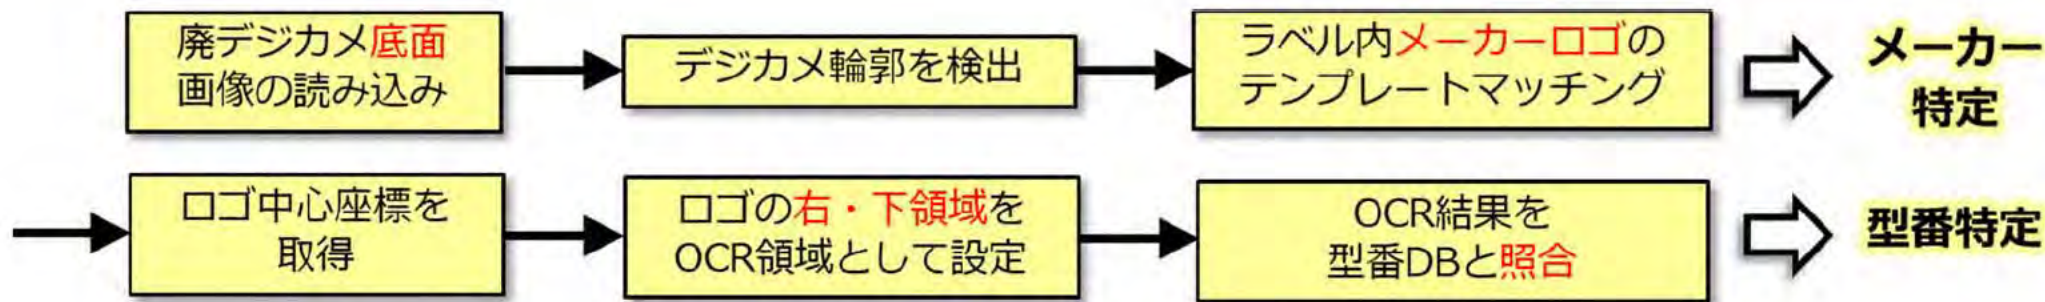 廃デジカメ底面
画像の読み込み
デジカメ輪郭を検出
ラベル内メーカーロゴの
テンプレートマッチング
メーカー
特定
ロゴ中心座標を
取得
ロゴの右・下領域を
OCR領域として設定
OCR結果を
型番DBと照合
型番特定